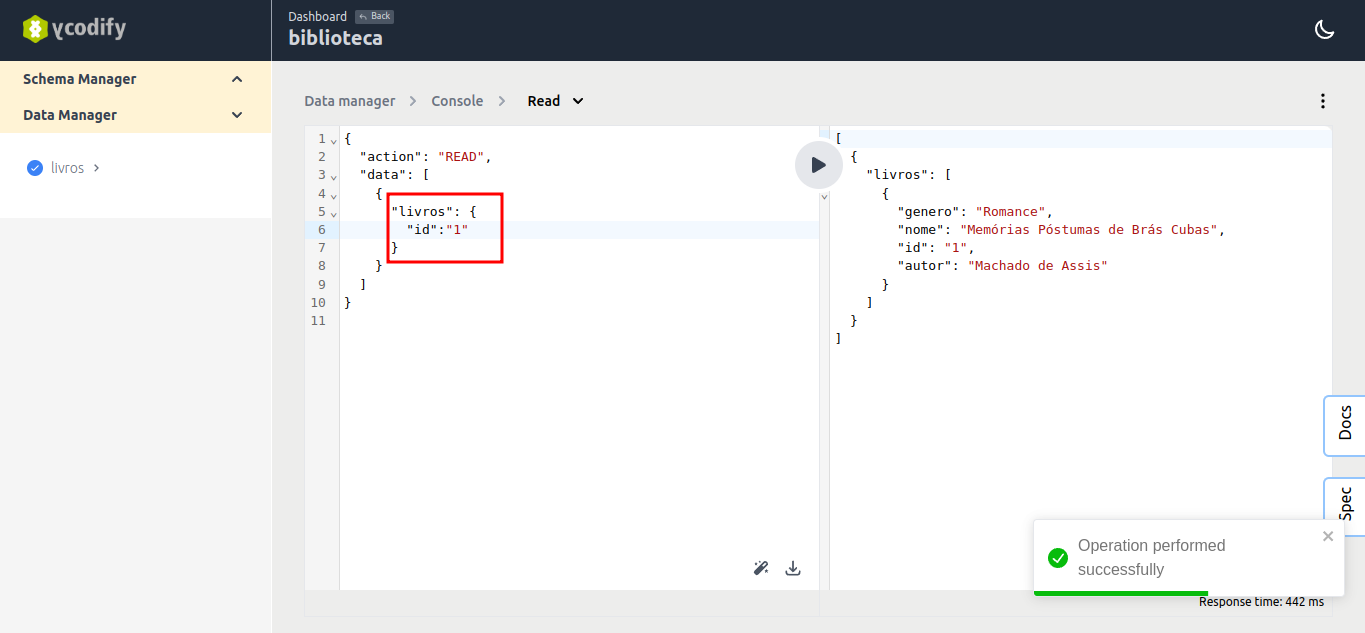 ycodify
Dashboard Back
biblioteca
Schema Manager
Data Manager
livros
Data manager Console Read
1 {
2 "action": "READ",
3 "data": [
4 {
5 "livros": {
6 "id":"1"
7 }
8 }
9 ]
10 }
11
[
{
"livros": [
{
"genero": "Romance",
"nome": "Memórias Póstumas de Brás Cubas",
"id": "1",
"autor": "Machado de Assis"
}
]
}
]
Docs
Spec
Operation performed
successfully
Response time: 442 ms